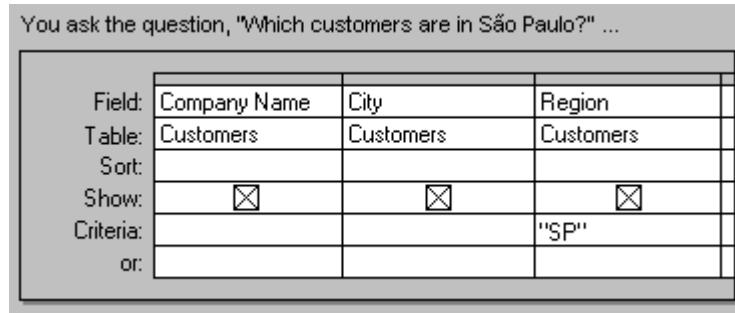 You ask the question, "Which customers are in São Paulo?" ...
Field: Company Name City Region
Table: Customers Customers Customers
Sort:
Show:
Criteria: "SP"
or: